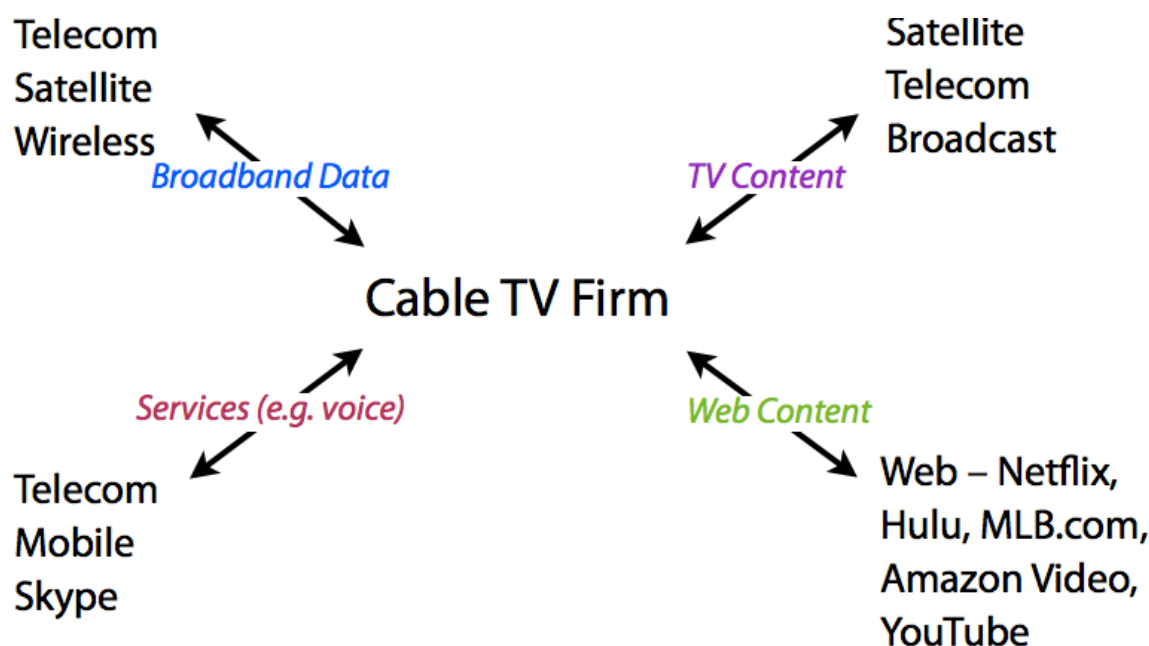 Telecom
Satellite
Wireless
Broadband Data
Satellite
Telecom
Broadcast
TV Content
Cable TV Firm
Services (e.g. voice)
Telecom
Mobile
Skype
Web Content
Web – Netflix,
Hulu, MLB.com,
Amazon Video,
YouTube